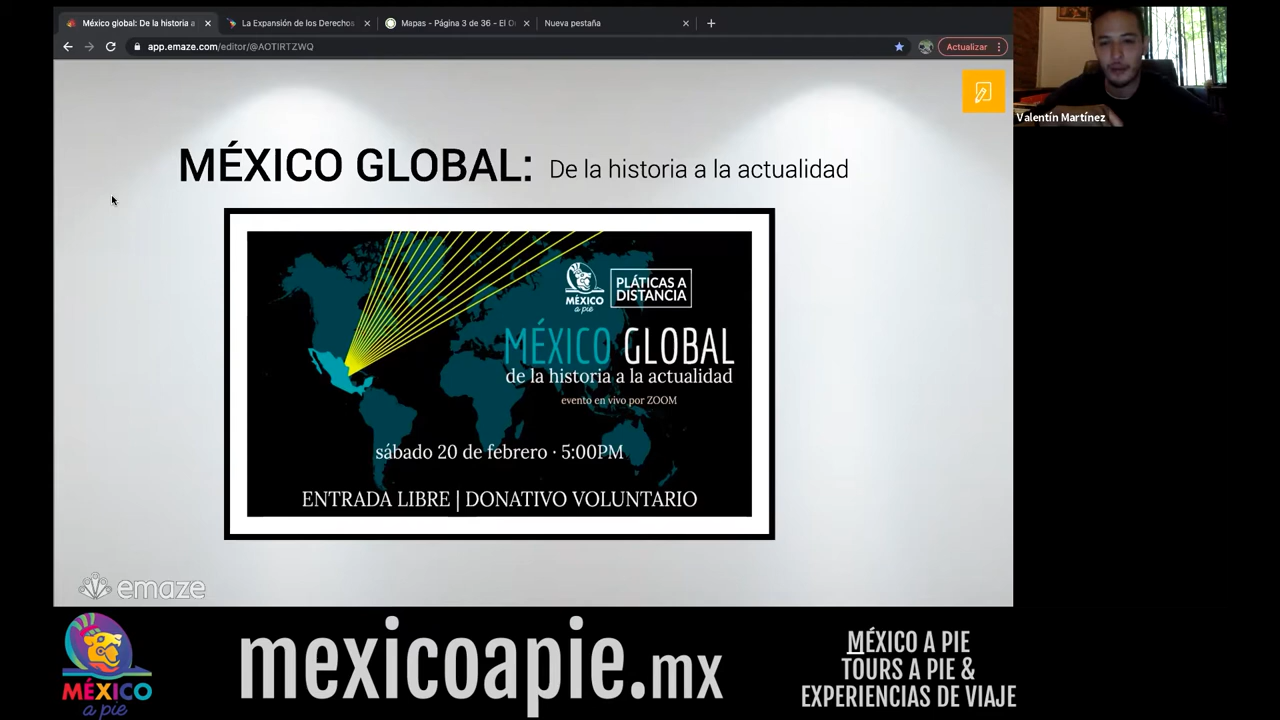 México global: De la historia a
La Expansión de los Derechos
Mapas - Página 3 de 36 - El Or
Nueva pestaña
app.emaze.com/editor/@AOTIRTZWQ
Actualizar
Valentín Martínez
MÉXICO GLOBAL: De la historia a la actualidad
MÉXICO
a pie
PLÁTICAS A
DISTANCIA
MÉXICO GLOBAL
de la historia a la actualidad
evento en vivo por ZOOM
sábado 20 de febrero · 5:00PM
ENTRADA LIBRE | DONATIVO VOLUNTARIO
emaze
MÉXICO
a pie
mexicoapie.mx
MÉXICO A PIE
TOURS A PIE &
EXPERIENCIAS DE VIAJE